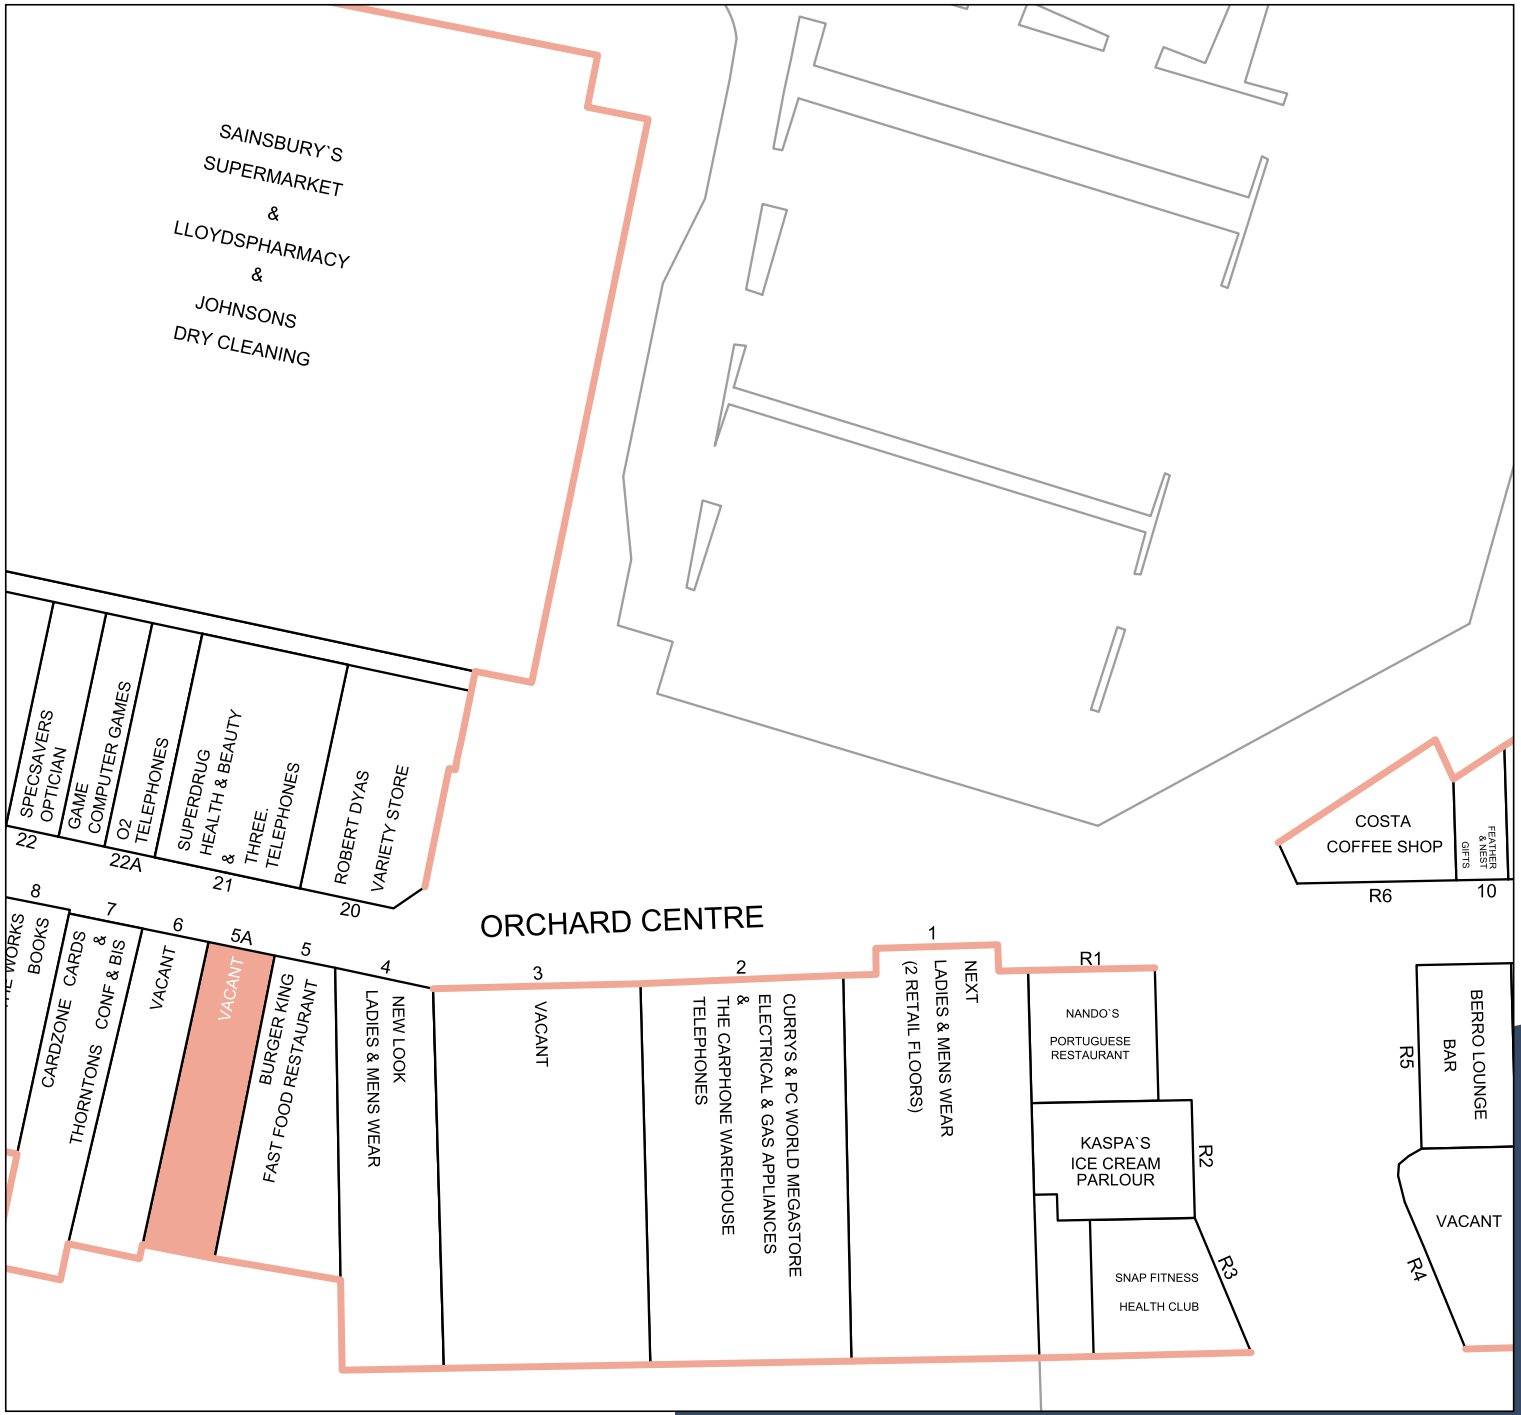 SAINSBURY`S
SUPERMARKET
&
LLOYDSPHARMACY
&
JOHNSONS
DRY CLEANING
SPECSAVERS
OPTICIAN
GAME
COMPUTER GAMES
O2
TELEPHONES
SUPERDRUG
HEALTH & BEAUTY
&
THREE.
TELEPHONES
ROBERT DYAS
VARIETY STORE
22
22A
21
20
8
7
6
5A
5
4
ORCHARD CENTRE
3
2
1
R1
WORKS
BOOKS
CARDZONE CARDS
&
THORNTONS CONF & BIS
VACANT
VACANT
BURGER KING
FAST FOOD RESTAURANT
NEW LOOK
LADIES & MENS WEAR
VACANT
CURRYS & PC WORLD MEGASTORE
ELECTRICAL & GAS APPLIANCES
&
THE CARPHONE WAREHOUSE
TELEPHONES
NEXT
LADIES & MENS WEAR
(2 RETAIL FLOORS)
NANDO`S
PORTUGUESE
RESTAURANT
KASPA`S
ICE CREAM
PARLOUR
R2
SNAP FITNESS
HEALTH CLUB
R3
COSTA
COFFEE SHOP
R6
FEATHER
& NEST
GIFTS
10
BERRO LOUNGE
BAR
R5
VACANT
R4